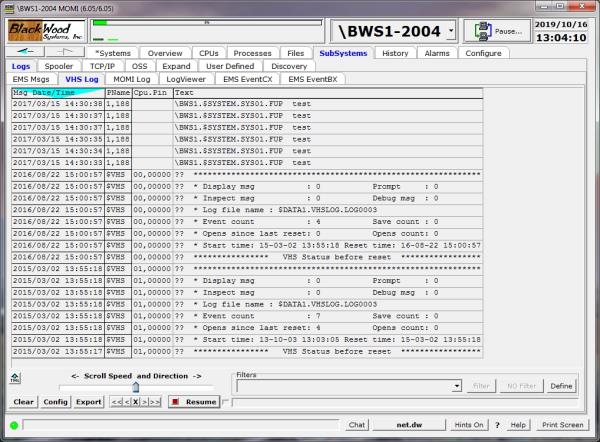 \BWS1-2004 MOMI (6.05/6.05)
BlackWood Systems, Inc.
\BWS1-2004
Pause...
2019/10/16
13:04:10
*Systems Overview CPUs Processes Files SubSystems History Alarms Configure
Logs Spooler TCP/IP OSS Expand User Defined Discovery
EMS Msgs VHS Log MOMI Log LogViewer EMS EventCX EMS EventBX
Msg Date/Time PName Cpu.Pin Text
2017/03/15 14:30:38 1,188 \BWS1.$SYSTEM.SYS01.FUP test
2017/03/15 14:30:37 1,188 \BWS1.$SYSTEM.SYS01.FUP test
2017/03/15 14:30:35 1,188 \BWS1.$SYSTEM.SYS01.FUP test
2017/03/15 14:30:34 1,188 \BWS1.$SYSTEM.SYS01.FUP test
2017/03/15 14:30:33 1,188 \BWS1.$SYSTEM.SYS01.FUP test
2016/08/22 15:00:57 $VHS 00,00000 ?? ************************************************************
2016/08/22 15:00:57 $VHS 00,00000 ?? * Display msg : 0 Prompt : 0
2016/08/22 15:00:57 $VHS 00,00000 ?? * Inspect msg : 0 Debug msg : 0
2016/08/22 15:00:57 $VHS 00,00000 ?? * Log file name : $DATA1.VHSLOG.LOG0003
2016/08/22 15:00:57 $VHS 00,00000 ?? * Event count : 4 Save count : 0
2016/08/22 15:00:57 $VHS 00,00000 ?? * Opens since last reset: 0 Opens count: 0
2016/08/22 15:00:57 $VHS 00,00000 ?? * Start time: 15-03-02 13:55:18 Reset time: 16-08-22 15:00:57
2016/08/22 15:00:57 $VHS 00,00000 ?? **************** VHS Status before reset ******************
2015/03/02 13:55:18 $VHS 01,00000 ?? ************************************************************
2015/03/02 13:55:18 $VHS 01,00000 ?? * Display msg : 0 Prompt : 0
2015/03/02 13:55:18 $VHS 01,00000 ?? * Inspect msg : 0 Debug msg : 0
2015/03/02 13:55:18 $VHS 01,00000 ?? * Log file name : $DATA1.VHSLOG.LOG0003
2015/03/02 13:55:18 $VHS 01,00000 ?? * Event count : 7 Save count : 0
2015/03/02 13:55:18 $VHS 01,00000 ?? * Opens since last reset: 4 Opens count: 0
2015/03/02 13:55:18 $VHS 01,00000 ?? * Start time: 13-10-03 13:03:05 Reset time: 15-03-02 13:55:18
2015/03/02 13:55:17 $VHS 01,00000 ?? **************** VHS Status before reset ******************
<- Scroll Speed and Direction ->
Filters
Filter NO Filter Define
Clear Config Export << < X > >> Resume
Chat net.dw Hints On ? Help Print Screen